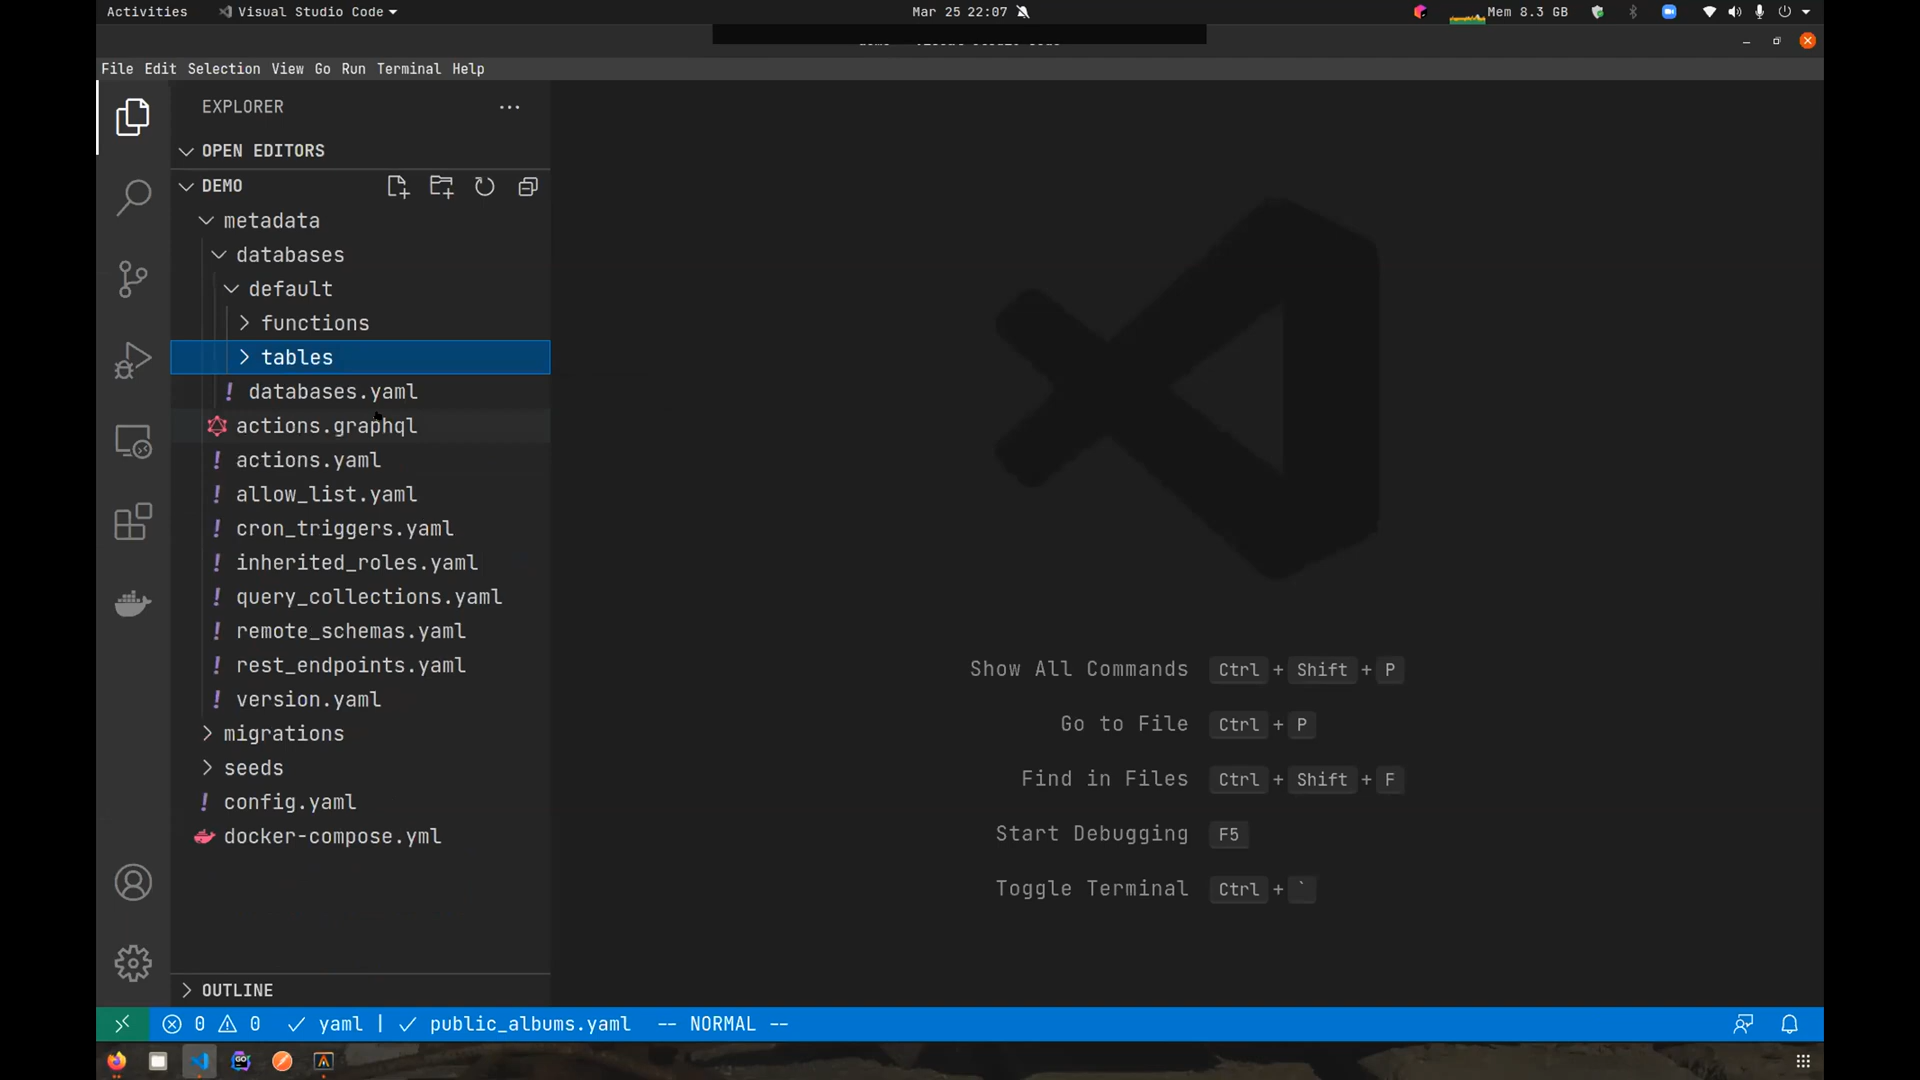 Activities Visual Studio Code Mar 25 22:07 Mem 8.3 GB
File Edit Selection View Go Run Terminal Help
EXPLORER
OPEN EDITORS
DEMO
metadata
databases
default
functions
tables
databases.yaml
actions.graphql
actions.yaml
allow_list.yaml
cron_triggers.yaml
inherited_roles.yaml
query_collections.yaml
remote_schemas.yaml
rest_endpoints.yaml
version.yaml
migrations
seeds
config.yaml
docker-compose.yml
OUTLINE
Show All Commands Ctrl + Shift + P
Go to File Ctrl + P
Find in Files Ctrl + Shift + F
Start Debugging F5
Toggle Terminal Ctrl + `
0 0 yaml | public_albums.yaml -- NORMAL --